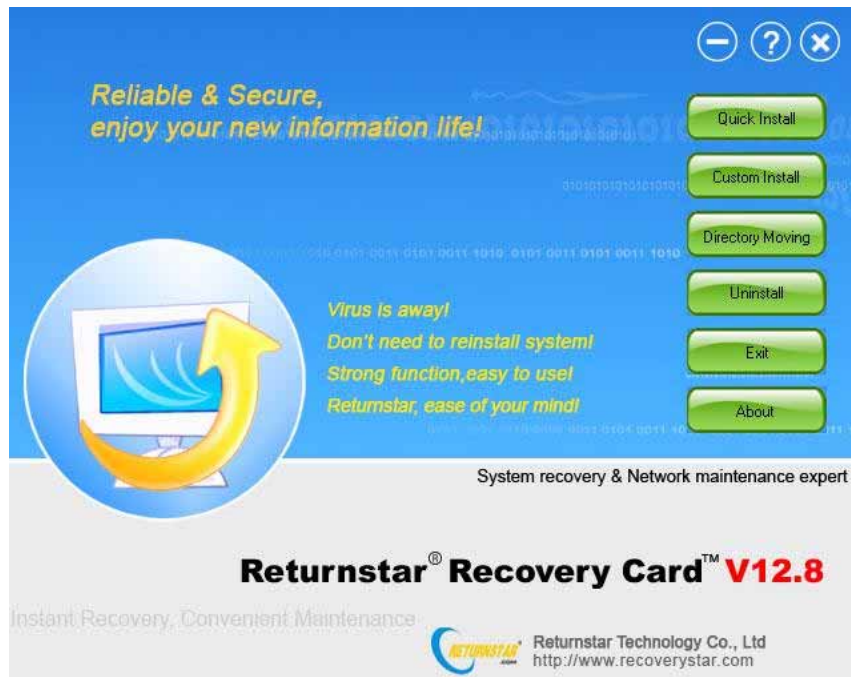 Reliable & Secure,
enjoy your new information life!
Quick Install
Custom Install
Directory Moving
Uninstall
Exit
About
Virus is away!
Don't need to reinstall system!
Strong function,easy to use!
Returnstar, ease of your mind!
System recovery & Network maintenance expert
Returnstar® Recovery Card™ V12.8
Instant Recovery, Convenient Maintenance
RETURNSTAR
.COM
Returnstar Technology Co., Ltd
http://www.recoverystar.com